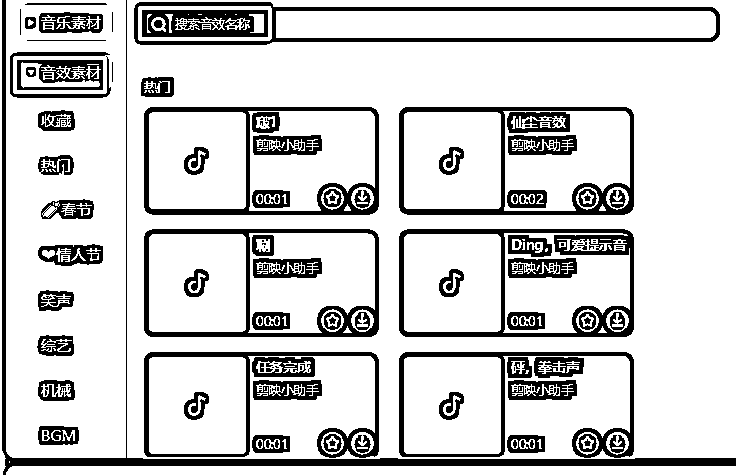 音乐素材
音效素材
收藏
热门
春节
情人节
笑声
综艺
机械
BGM
搜索音效名称
热门
啵1
剪映小助手
00:01
仙尘音效
剪映小助手
00:02
唰
剪映小助手
00:01
Ding，可爱提示音
剪映小助手
00:01
任务完成
剪映小助手
00:01
砰，拳击声
剪映小助手
00:01